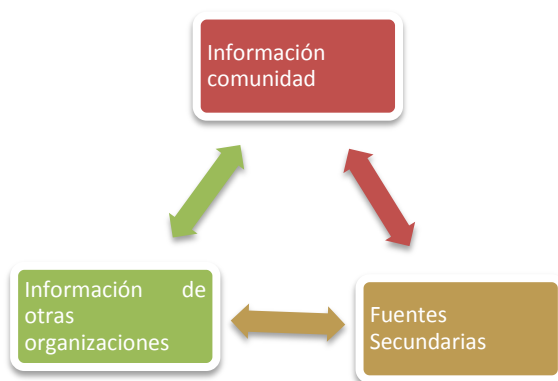 Información
comunidad
Información de
otras
organizaciones
Fuentes
Secundarias